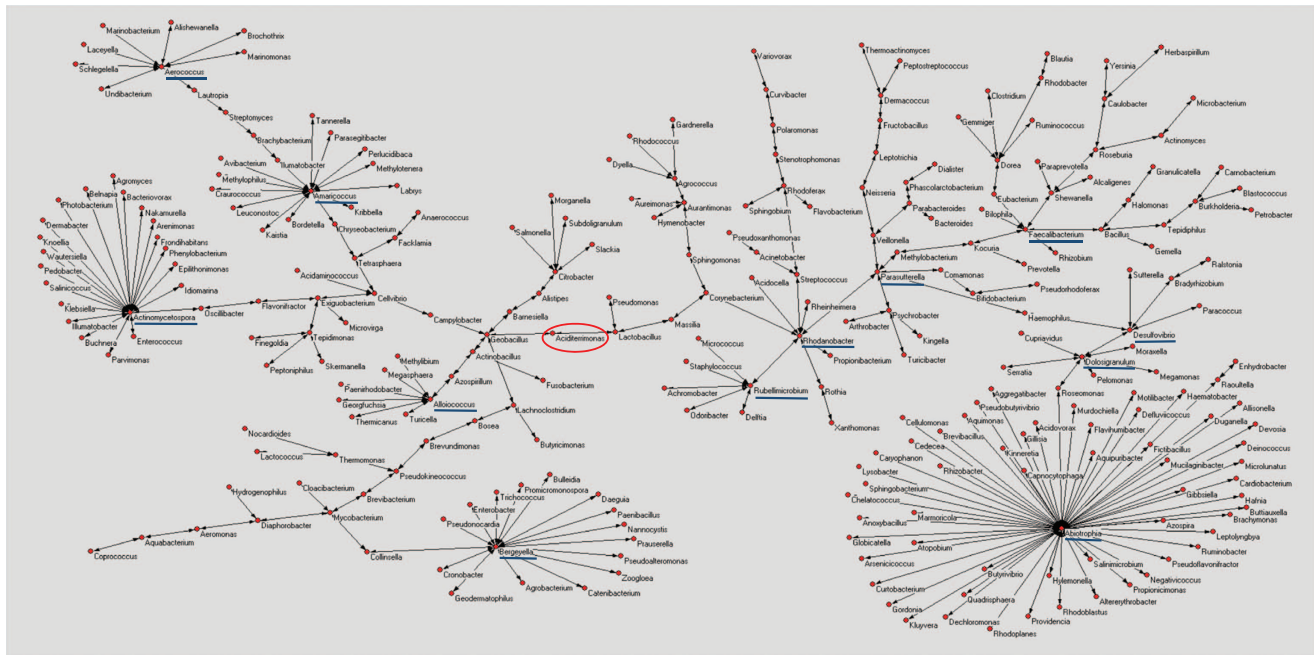 Marinobacterium
Alishewanella
Brochothrix
Laceyella
Marinomonas
Schlegelella
Aerococcus
Undibacterium
Lautropia
Streptomyces
Brachybacterium
Tannerella
Parasegitibacter
Ilumatobacter
Perlucidibaca
Avibacterium
Methylotenera
Methylophilus
Labrys
Craurococcus
Amaricoccus
Leuconostoc
Kribbella
Bordetella
Anaerococcus
Kaistia
Chryseobacterium
Facklamia
Tetrasphaera
Agromyces
Belnapia
Bacteriovorax
Photobacterium
Nakamurella
Dermabacter
Arenimonas
Knoellia
Frondihabitans
Wautersiella
Phenylobacterium
Pedobacter
Epilithonimonas
Salinicoccus
Idiomarina
Klebsiella
Oscillibacter
Actinomycetospora
Illumatobacter
Buchnera
Enterococcus
Parvimonas
Acidaminococcus
Flavonifractor
Exiguobacterium
Cellvibrio
Microvirga
Tepidimonas
Finegoldia
Skermanella
Peptoniphilus
Campylobacter
Geobacillus
Barnesiella
Alistipes
Citrobacter
Slackia
Subdoligranulum
Morganella
Salmonella
Aciditerrimonas
Lactobacillus
Pseudomonas
Massilia
Actinobacillus
Methylibium
Megasphaera
Azospirillum
Fusobacterium
Paenirhodobacter
Georgfuchsia
Alloiococcus
Thermicanus
Turicella
Lachnoclostridium
Bosea
Butyricimonas
Brevundimonas
Nocardioides
Lactococcus
Thermomonas
Pseudokineococcus
Cloacibacterium
Brevibacterium
Hydrogenophilus
Mycobacterium
Diaphorobacter
Aeromonas
Aquabacterium
Coprococcus
Collinsella
Bulleidia
Promicromonospora
Trichococcus
Daeguia
Enterobacter
Paenibacillus
Pseudonocardia
Nannocystis
Prauserella
Bergeyella
Pseudoalteromonas
Cronobacter
Zoogloea
Agrobacterium
Catenibacterium
Geodermatophilus
Gardnerella
Rhodococcus
Dyella
Agrococcus
Aureimonas
Aurantimonas
Hymenobacter
Sphingomonas
Corynebacterium
Variovorax
Curvibacter
Polaromonas
Stenotrophomonas
Rhodoferax
Sphingobium
Flavobacterium
Pseudoxanthomonas
Acinetobacter
Acidocella
Streptococcus
Rheinheimera
Rhodanobacter
Micrococcus
Staphylococcus
Propionibacterium
Achromobacter
Rubellimicrobium
Rothia
Odoribacter
Delftia
Xanthomonas
Thermoactinomyces
Peptostreptococcus
Dermacoccus
Fructobacillus
Leptotrichia
Neisseria
Dialister
Phascolarctobacterium
Parabacteroides
Bacteroides
Veillonella
Methylobacterium
Kocuria
Parasutterella
Comamonas
Pseudorhodoferax
Bifidobacterium
Psychrobacter
Arthrobacter
Kingella
Turicibacter
Haemophilus
Blautia
Herbaspirillum
Yersinia
Clostridium
Rhodobacter
Caulobacter
Microbacterium
Gemmiger
Ruminococcus
Actinomyces
Roseburia
Dorea
Paraprevotella
Granulicatella
Carnobacterium
Alcaligenes
Blastococcus
Eubacterium
Shewanella
Halomonas
Burkholderia
Bilophila
Petrobacter
Faecalibacterium
Bacillus
Tepidiphilus
Gemella
Rhizobium
Prevotella
Sutterella
Ralstonia
Bradyrhizobium
Paracoccus
Desulfovibrio
Cupriavidus
Moraxella
Dolosigranulum
Serratia
Megamonas
Pelomonas
Roseomonas
Enhydrobacter
Raoultella
Aggregatibacter
Motilibacter
Haematobacter
Pseudobutyrivibrio
Murdochiella
Allisonella
Cellulomonas
Aquimonas
Acidovorax
Defluviicoccus
Duganella
Brevibacillus
Flavihumibacter
Devosia
Cedecea
Gillisia
Fictibacillus
Deinococcus
Caryophanon
Kinneretia
Aquipuribacter
Mucilaginibacter
Microlunatus
Lysobacter
Rhizobacter
Capnocytophaga
Cardiobacterium
Sphingobacterium
Gibbsiella
Hafnia
Chelatococcus
Buttiauxella
Anoxybacillus
Marmoricola
Azospira
Brachymonas
Globicatella
Abiotrophia
Leptolyngbya
Arsenicicoccus
Atopobium
Ruminobacter
Salinimicrobium
Pseudoflavonifractor
Butyrivibrio
Negativicoccus
Curtobacterium
Hylemonella
Propionicimonas
Gordonia
Quadrisphaera
Altererythrobacter
Kluyvera
Dechloromonas
Rhodoblastus
Providencia
Rhodoplanes